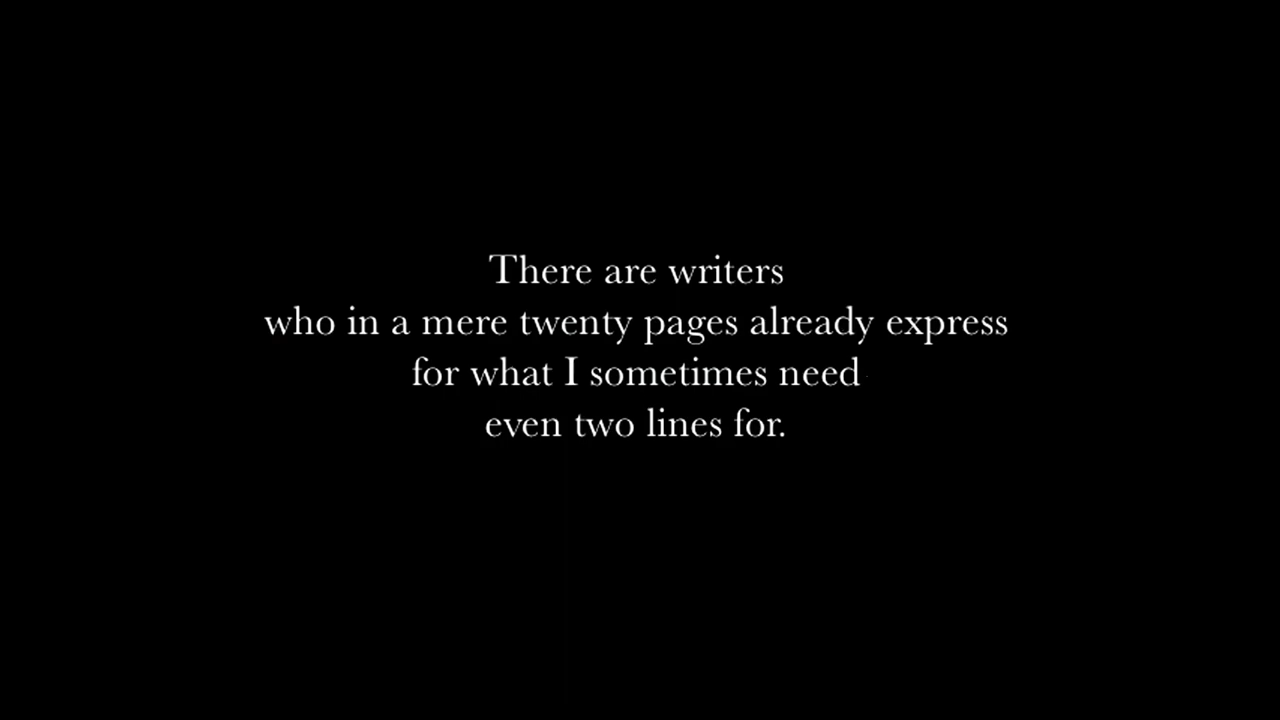 There are writers
who in a mere twenty pages already express
for what I sometimes need
even two lines for.